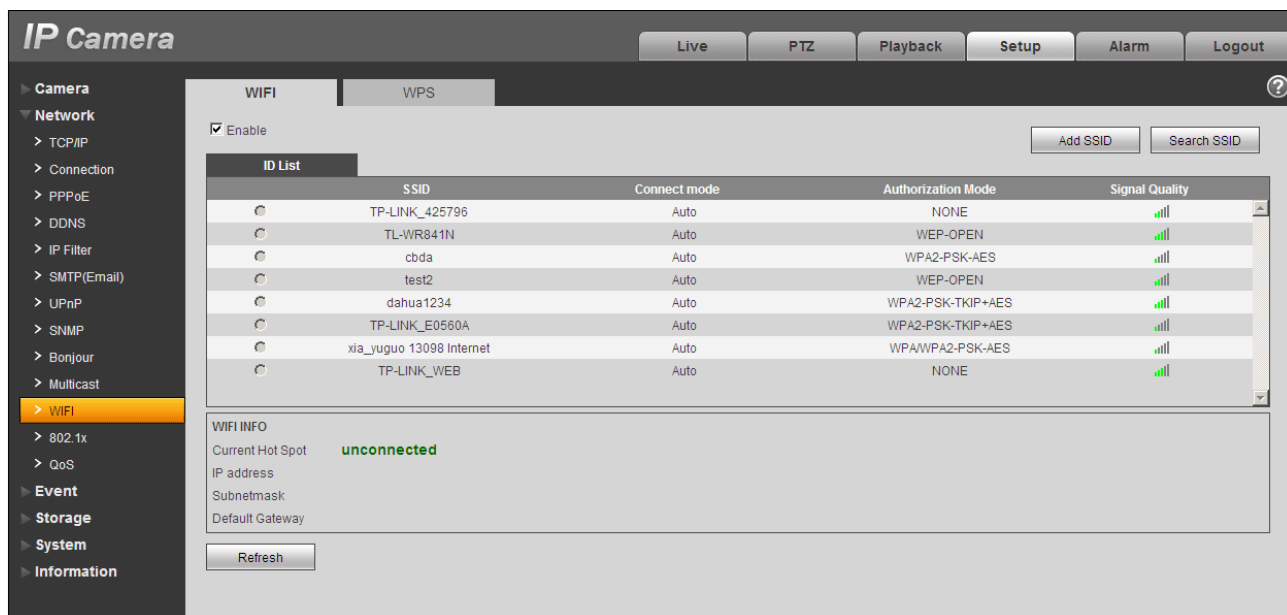 IP Camera
Live PTZ Playback Setup Alarm Logout
Camera
Network
> TCP/IP
> Connection
> PPPoE
> DDNS
> IP Filter
> SMTP(Email)
> UPnP
> SNMP
> Bonjour
> Multicast
> WIFI
> 802.1x
> QoS
Event
Storage
System
Information
WIFI WPS
?
Enable
Add SSID Search SSID
ID List
SSID Connect mode Authorization Mode Signal Quality
TP-LINK_425796 Auto NONE
TL-WR841N Auto WEP-OPEN
cbda Auto WPA2-PSK-AES
test2 Auto WEP-OPEN
dahua1234 Auto WPA2-PSK-TKIP+AES
TP-LINK_E0560A Auto WPA2-PSK-TKIP+AES
xia_yuguo 13098 Internet Auto WPA/WPA2-PSK-AES
TP-LINK_WEB Auto NONE
WIFI INFO
Current Hot Spot unconnected
IP address
Subnetmask
Default Gateway
Refresh